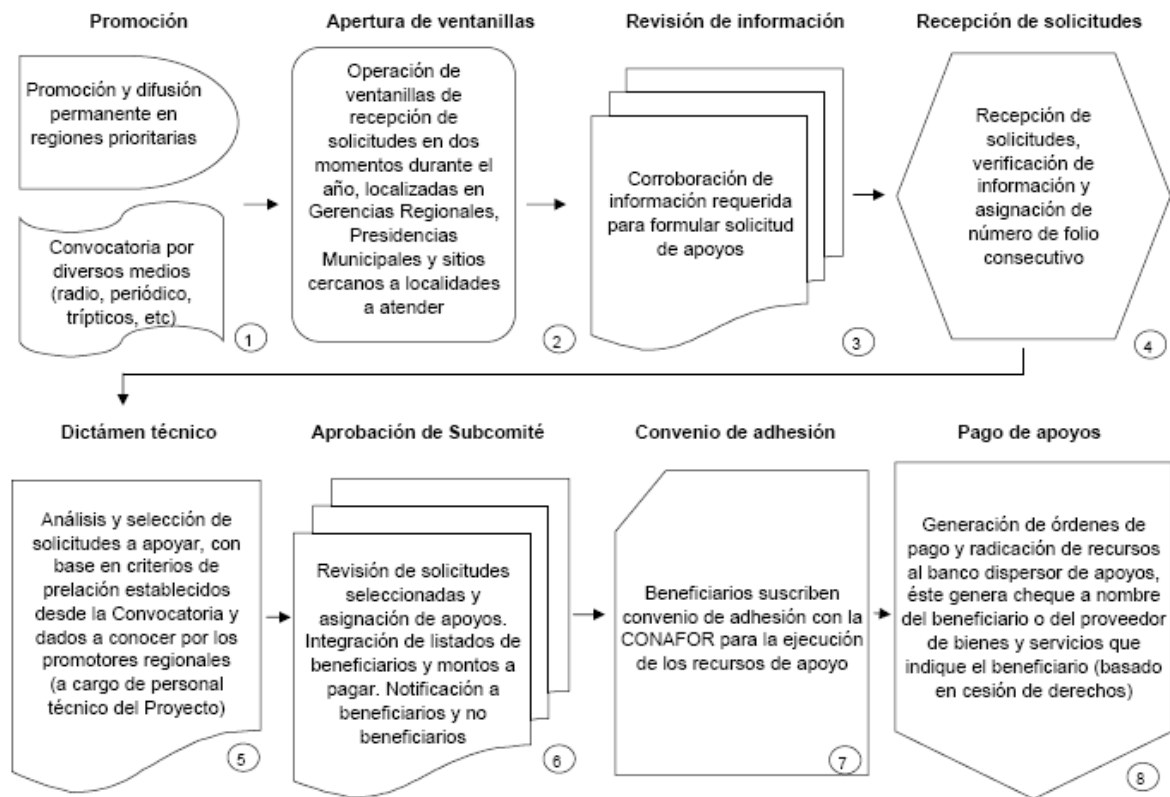 Promoción
Promoción y difusión
permanente en
regiones prioritarias
Convocatoria por
diversos medios
(radio, periódico,
trípticos, etc)
1
Apertura de ventanillas
Operación de
ventanillas de
recepción de
solicitudes en dos
momentos durante el
año, localizadas en
Gerencias Regionales,
Presidencias
Municipales y sitios
cercanos a localidades
a atender
2
Revisión de información
Corroboración de
información requerida
para formular solicitud
de apoyos
3
Recepción de solicitudes
Recepción de
solicitudes,
verificación de
información y
asignación de
número de folio
consecutivo
4
Dictámen técnico
Análisis y selección de
solicitudes a apoyar, con
base en criterios de
prelación establecidos
desde la Convocatoria y
dados a conocer por los
promotores regionales
(a cargo de personal
técnico del Proyecto)
5
Aprobación de Subcomité
Revisión de solicitudes
seleccionadas y
asignación de apoyos.
Integración de listados de
beneficiarios y montos a
pagar. Notificación a
beneficiarios y no
beneficiarios
6
Convenio de adhesión
Beneficiarios suscriben
convenio de adhesión con la
CONAFOR para la ejecución
de los recursos de apoyo
7
Pago de apoyos
Generación de órdenes de
pago y radicación de recursos
al banco dispersor de apoyos,
éste genera cheque a nombre
del beneficiario o del proveedor
de bienes y servicios que
indique el beneficiario (basado
en cesión de derechos)
8